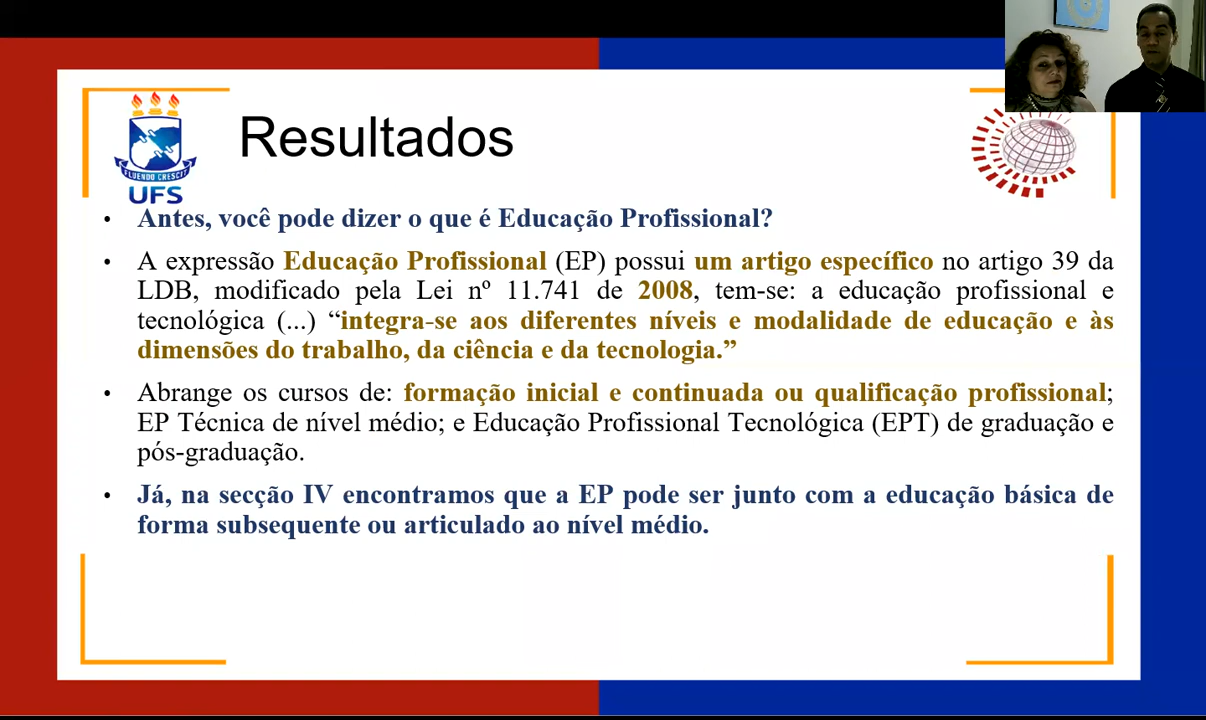 Resultados
FLUENDO CRESCIT
UFS
• Antes, você pode dizer o que é Educação Profissional?
• A expressão Educação Profissional (EP) possui um artigo específico no artigo 39 da
LDB, modificado pela Lei nº 11.741 de 2008, tem-se: a educação profissional e
tecnológica (...) “integra-se aos diferentes níveis e modalidade de educação e às
dimensões do trabalho, da ciência e da tecnologia.”
• Abrange os cursos de: formação inicial e continuada ou qualificação profissional;
EP Técnica de nível médio; e Educação Profissional Tecnológica (EPT) de graduação e
pós-graduação.
• Já, na secção IV encontramos que a EP pode ser junto com a educação básica de
forma subsequente ou articulado ao nível médio.